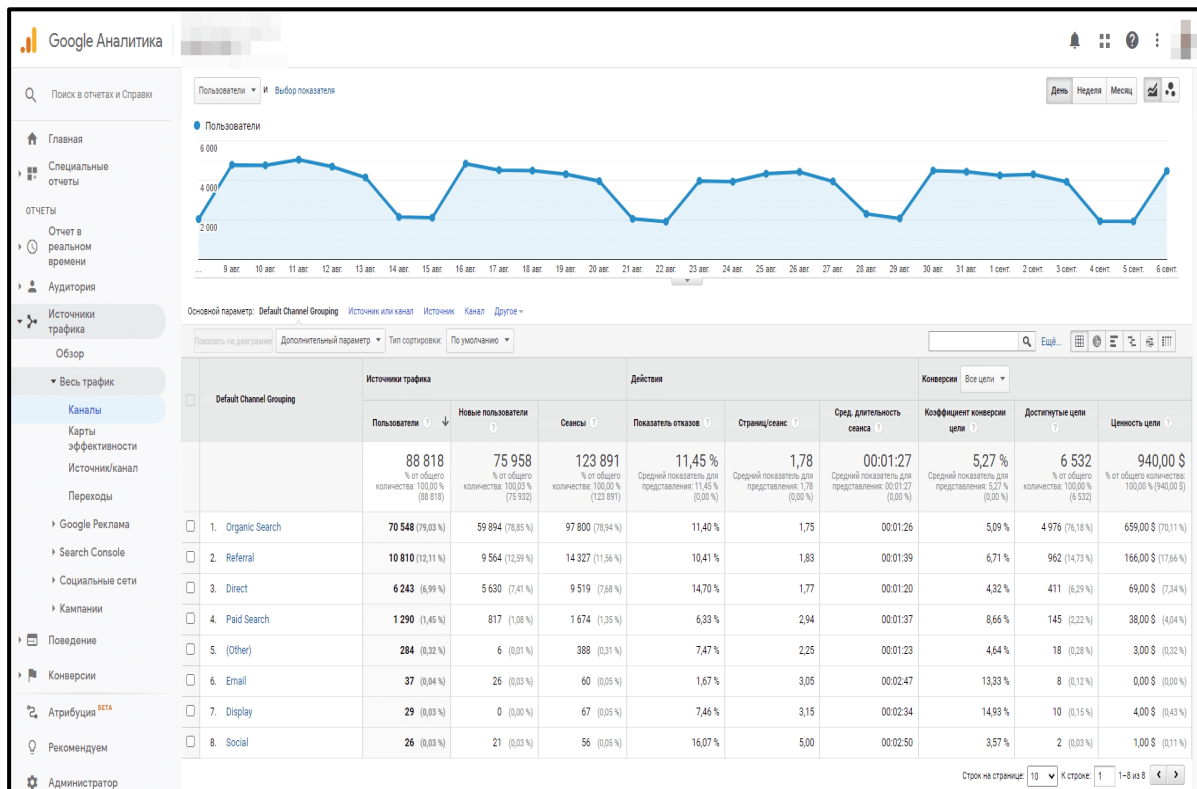 Google Аналитика
Поиск в отчетах и Справке
Главная
Специальные
отчеты
ОТЧЕТЫ
Отчет в
реальном
времени
Аудитория
Источники
трафика
Обзор
Весь трафик
Каналы
Карты
эффективности
Источник/канал
Переходы
Google Реклама
Search Console
Социальные сети
Кампании
Поведение
Конверсии
Атрибуция BETA
Рекомендуем
Администратор
Пользователи И Выбор показателя
День Неделя Месяц
Пользователи
6 000
4 000
2 000
... 9 авг. 10 авг. 11 авг. 12 авг. 13 авг. 14 авг. 15 авг. 16 авг. 17 авг. 18 авг. 19 авг. 20 авг. 21 авг. 22 авг. 23 авг. 24 авг. 25 авг. 26 авг. 27 авг. 28 авг. 29 авг. 30 авг. 31 авг. 1 сент. 2 сент. 3 сент. 4 сент. 5 сент. 6 сент.
Основной параметр: Default Channel Grouping Источник или канал Источник Канал Другое
Показать на диаграмме Дополнительный параметр Тип сортировки: По умолчанию Ещё...
Default Channel Grouping Источники трафика Действия Конверсии Все цели
Пользователи ? Новые пользователи ? Сеансы ? Показатель отказов ? Страниц/сеанс ? Сред. длительность сеанса ? Коэффициент конверсии цели ? Достигнутые цели ? Ценность цели ?
88 818 75 958 123 891 11,45 % 1,78 00:01:27 5,27 % 6 532 940,00 $
% от общего количества: 100,00 % (88 818) % от общего количества: 100,03 % (75 932) % от общего количества: 100,00 % (123 891) Средний показатель для представления: 11,45 % (0,00 %) Средний показатель для представления: 1,78 (0,00 %) Средний показатель для представления: 00:01:27 (0,00 %) Средний показатель для представления: 5,27 % (0,00 %) % от общего количества: 100,00 % (6 532) % от общего количества: 100,00 % (940,00 $)
1. Organic Search 70 548 (79,03 %) 59 894 (78,85 %) 97 800 (78,94 %) 11,40 % 1,75 00:01:26 5,09 % 4 976 (76,18 %) 659,00 $ (70,11 %)
2. Referral 10 810 (12,11 %) 9 564 (12,59 %) 14 327 (11,56 %) 10,41 % 1,83 00:01:39 6,71 % 962 (14,73 %) 166,00 $ (17,66 %)
3. Direct 6 243 (6,99 %) 5 630 (7,41 %) 9 519 (7,68 %) 14,70 % 1,77 00:01:20 4,32 % 411 (6,29 %) 69,00 $ (7,34 %)
4. Paid Search 1 290 (1,45 %) 817 (1,08 %) 1 674 (1,35 %) 6,33 % 2,94 00:01:37 8,66 % 145 (2,22 %) 38,00 $ (4,04 %)
5. (Other) 284 (0,32 %) 6 (0,01 %) 388 (0,31 %) 7,47 % 2,25 00:01:23 4,64 % 18 (0,28 %) 3,00 $ (0,32 %)
6. Email 37 (0,04 %) 26 (0,03 %) 60 (0,05 %) 1,67 % 3,05 00:02:47 13,33 % 8 (0,12 %) 0,00 $ (0,00 %)
7. Display 29 (0,03 %) 0 (0,00 %) 67 (0,05 %) 7,46 % 3,15 00:02:34 14,93 % 10 (0,15 %) 4,00 $ (0,43 %)
8. Social 26 (0,03 %) 21 (0,03 %) 56 (0,05 %) 16,07 % 5,00 00:02:50 3,57 % 2 (0,03 %) 1,00 $ (0,11 %)
Строк на странице: 10 К строке: 1 1–8 из 8